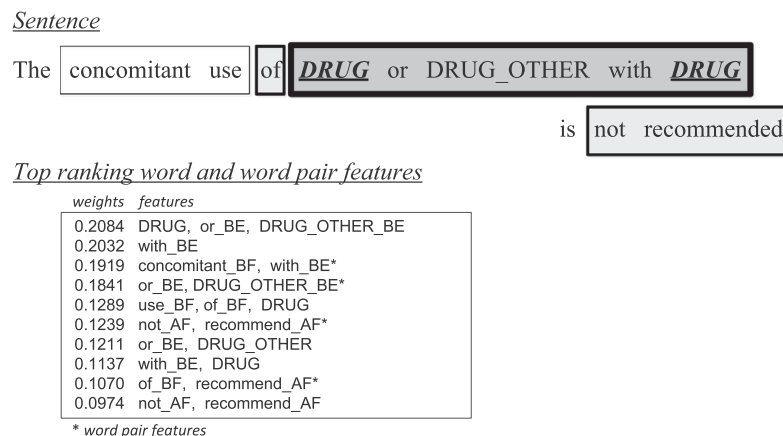 Sentence
The concomitant use of DRUG or DRUG_OTHER with DRUG
is not recommended
Top ranking word and word pair features
weights features
0.2084 DRUG, or_BE, DRUG_OTHER_BE
0.2032 with_BE
0.1919 concomitant_BF, with_BE*
0.1841 or_BE, DRUG_OTHER_BE*
0.1289 use_BF, of_BF, DRUG
0.1239 not_AF, recommend_AF*
0.1211 or_BE, DRUG_OTHER
0.1137 with_BE, DRUG
0.1070 of_BF, recommend_AF*
0.0974 not_AF, recommend_AF
* word pair features